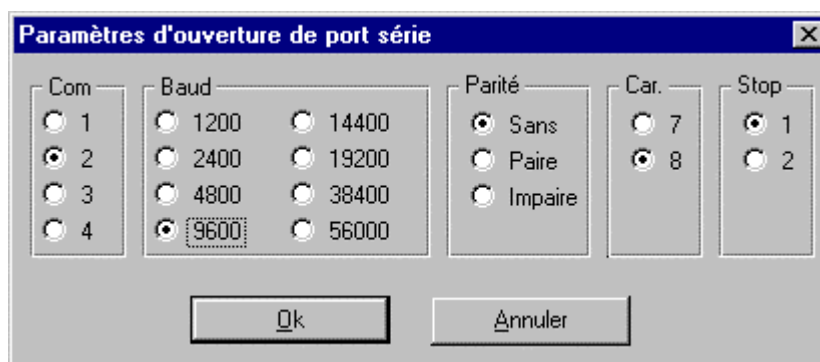 Paramètres d'ouverture de port série
Com Baud Parité Car. Stop
1 1200 14400 Sans 7 1
2 2400 19200 Paire 8 2
3 4800 38400 Impaire
4 9600 56000
Ok Annuler